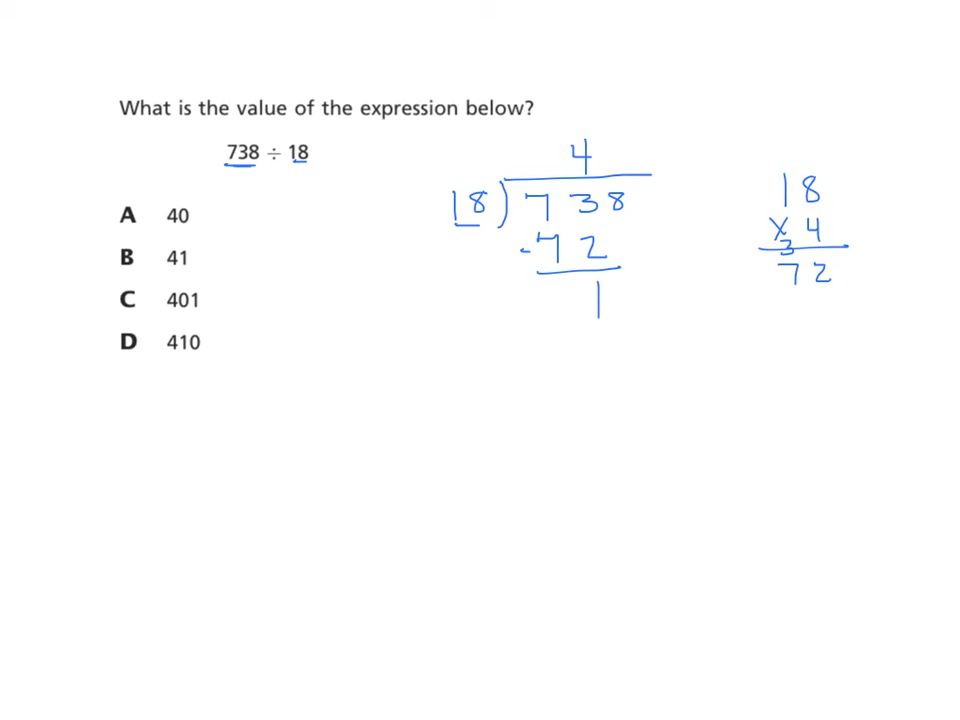 What is the value of the expression below?
738 ÷ 18
A 40
B 41
C 401
D 410
4
18 ) 738
- 72
1
18
x 4
3
72